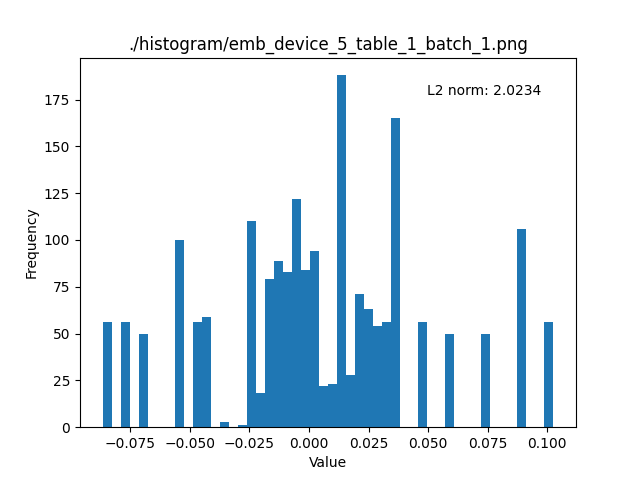 ./histogram/emb_device_5_table_1_batch_1.png
L2 norm: 2.0234
175
150
125
100
75
50
25
0
Frequency
−0.075 −0.050 −0.025 0.000 0.025 0.050 0.075 0.100
Value